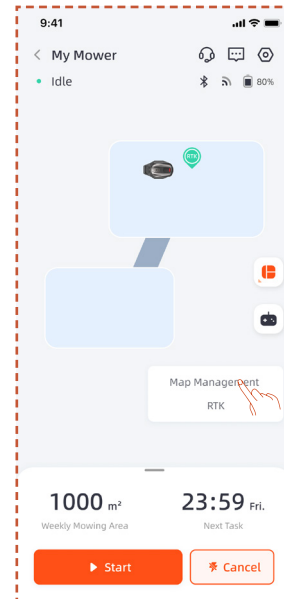 9:41
My Mower
Idle
80%
RTK
Map Management
RTK
1000 m²
23:59 Fri.
Weekly Mowing Area
Next Task
Start
Cancel